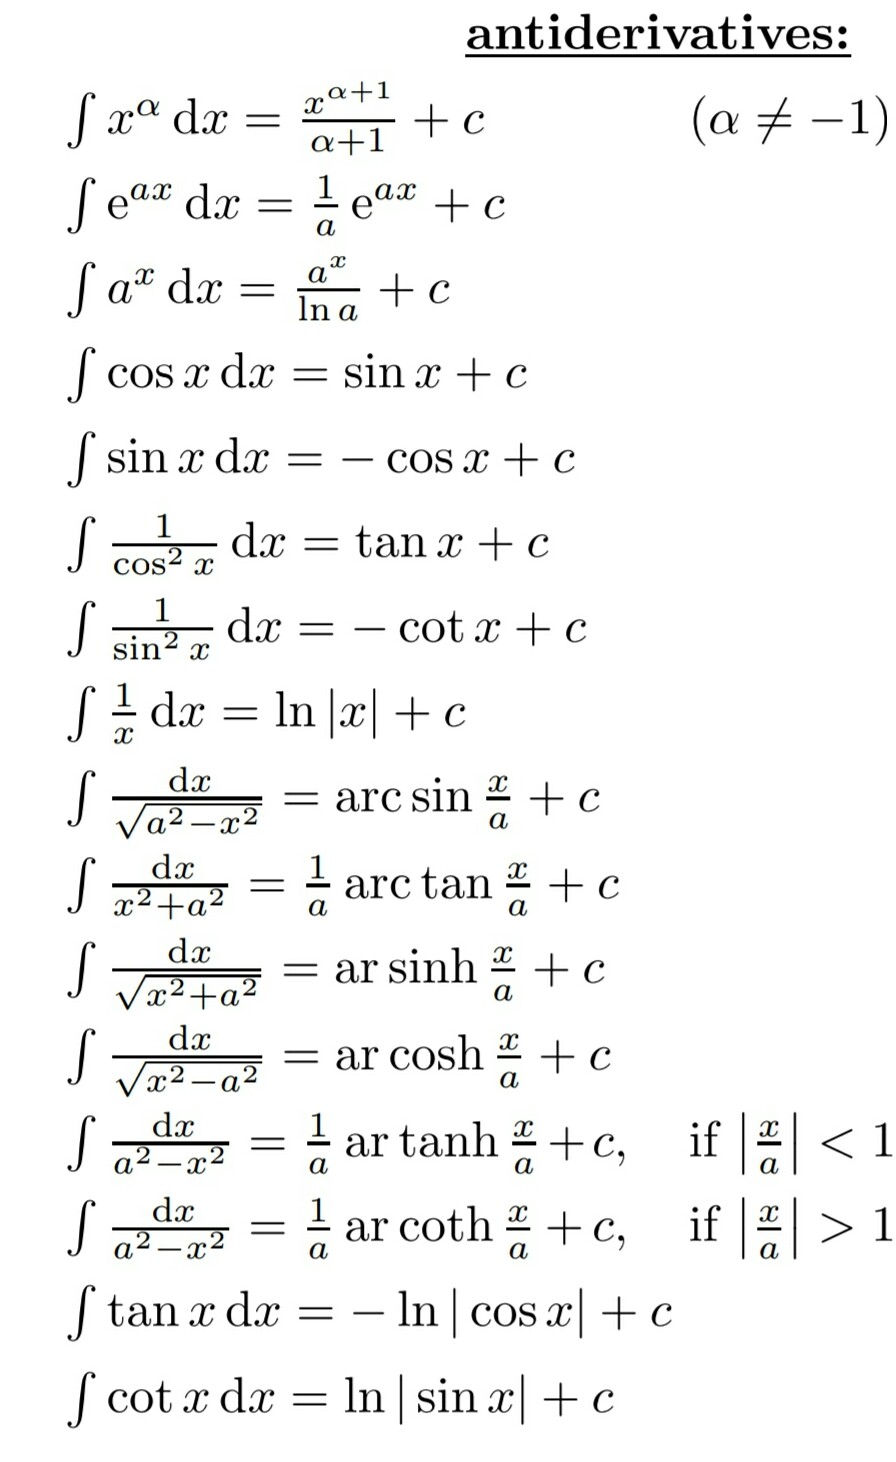 antiderivatives:
∫ x^α dx = x^(α+1)/(α+1) + c (α ≠ −1)
∫ e^(ax) dx = 1/a e^(ax) + c
∫ a^x dx = a^x/ln a + c
∫ cos x dx = sin x + c
∫ sin x dx = − cos x + c
∫ 1/cos² x dx = tan x + c
∫ 1/sin² x dx = − cot x + c
∫ 1/x dx = ln |x| + c
∫ dx/√(a²−x²) = arc sin x/a + c
∫ dx/(x²+a²) = 1/a arc tan x/a + c
∫ dx/√(x²+a²) = ar sinh x/a + c
∫ dx/√(x²−a²) = ar cosh x/a + c
∫ dx/(a²−x²) = 1/a ar tanh x/a + c, if |x/a| < 1
∫ dx/(a²−x²) = 1/a ar coth x/a + c, if |x/a| > 1
∫ tan x dx = − ln | cos x| + c
∫ cot x dx = ln | sin x| + c